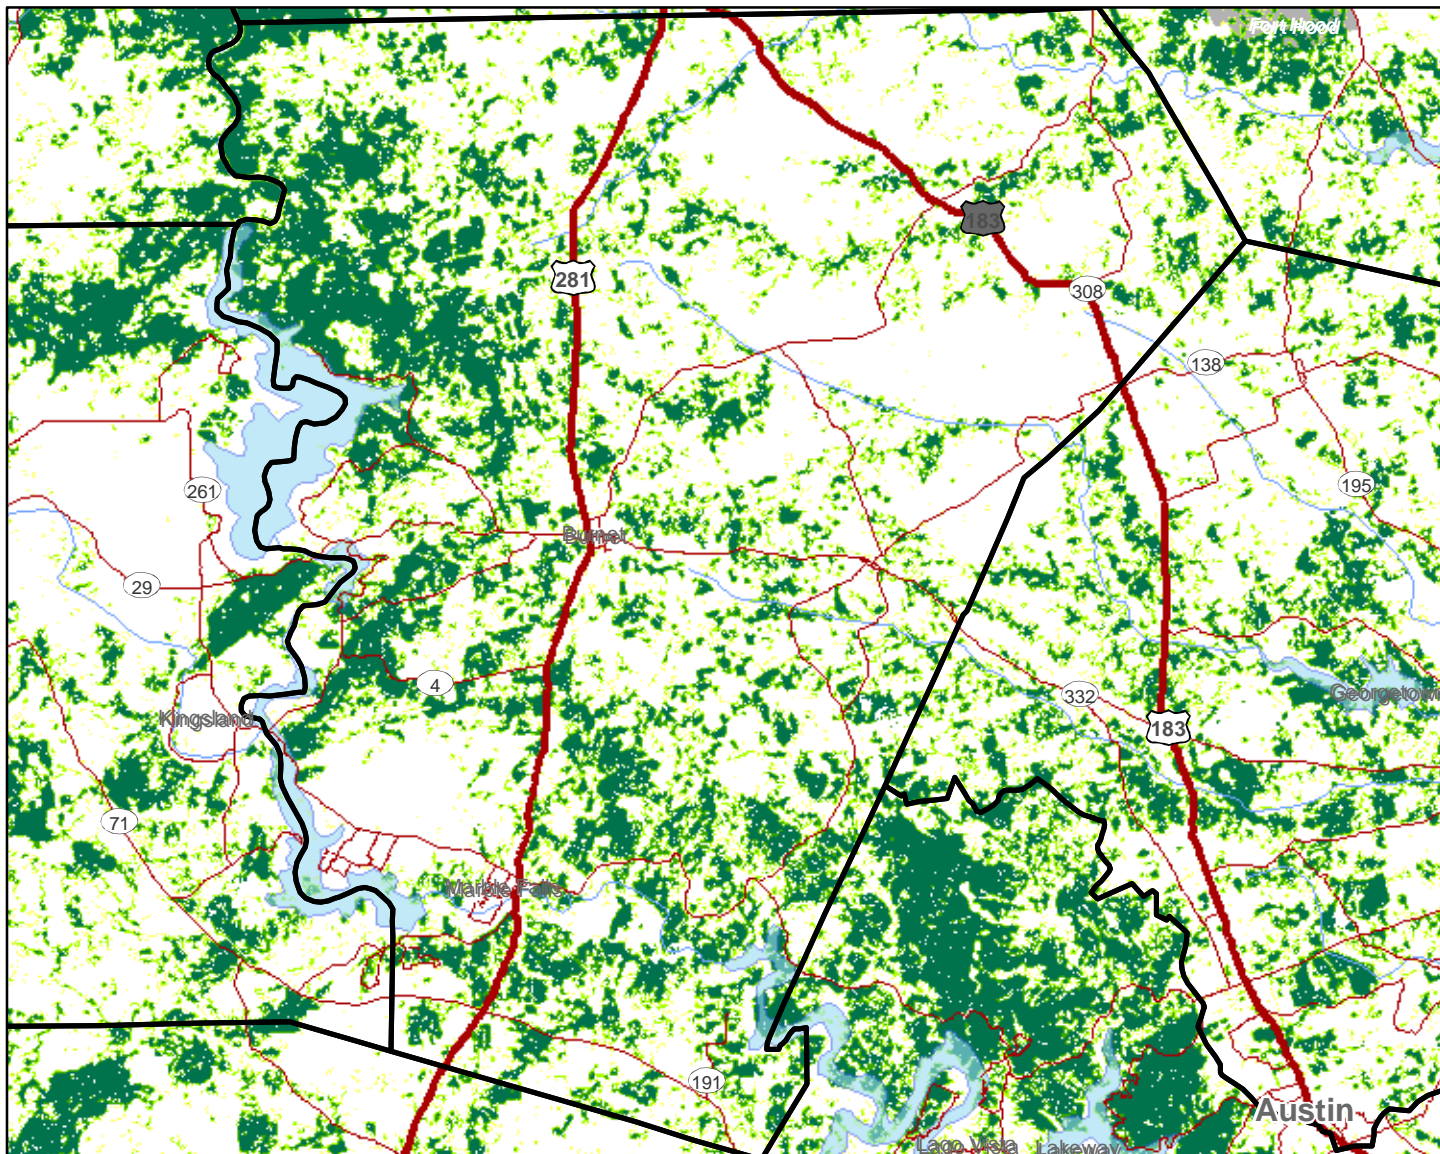 Fort Hood
183
281
308
138
261
195
Burnet
29
4
332
Georgetown
Kingsland
183
71
Marble Falls
191
Austin
Lago Vista
Lakeway